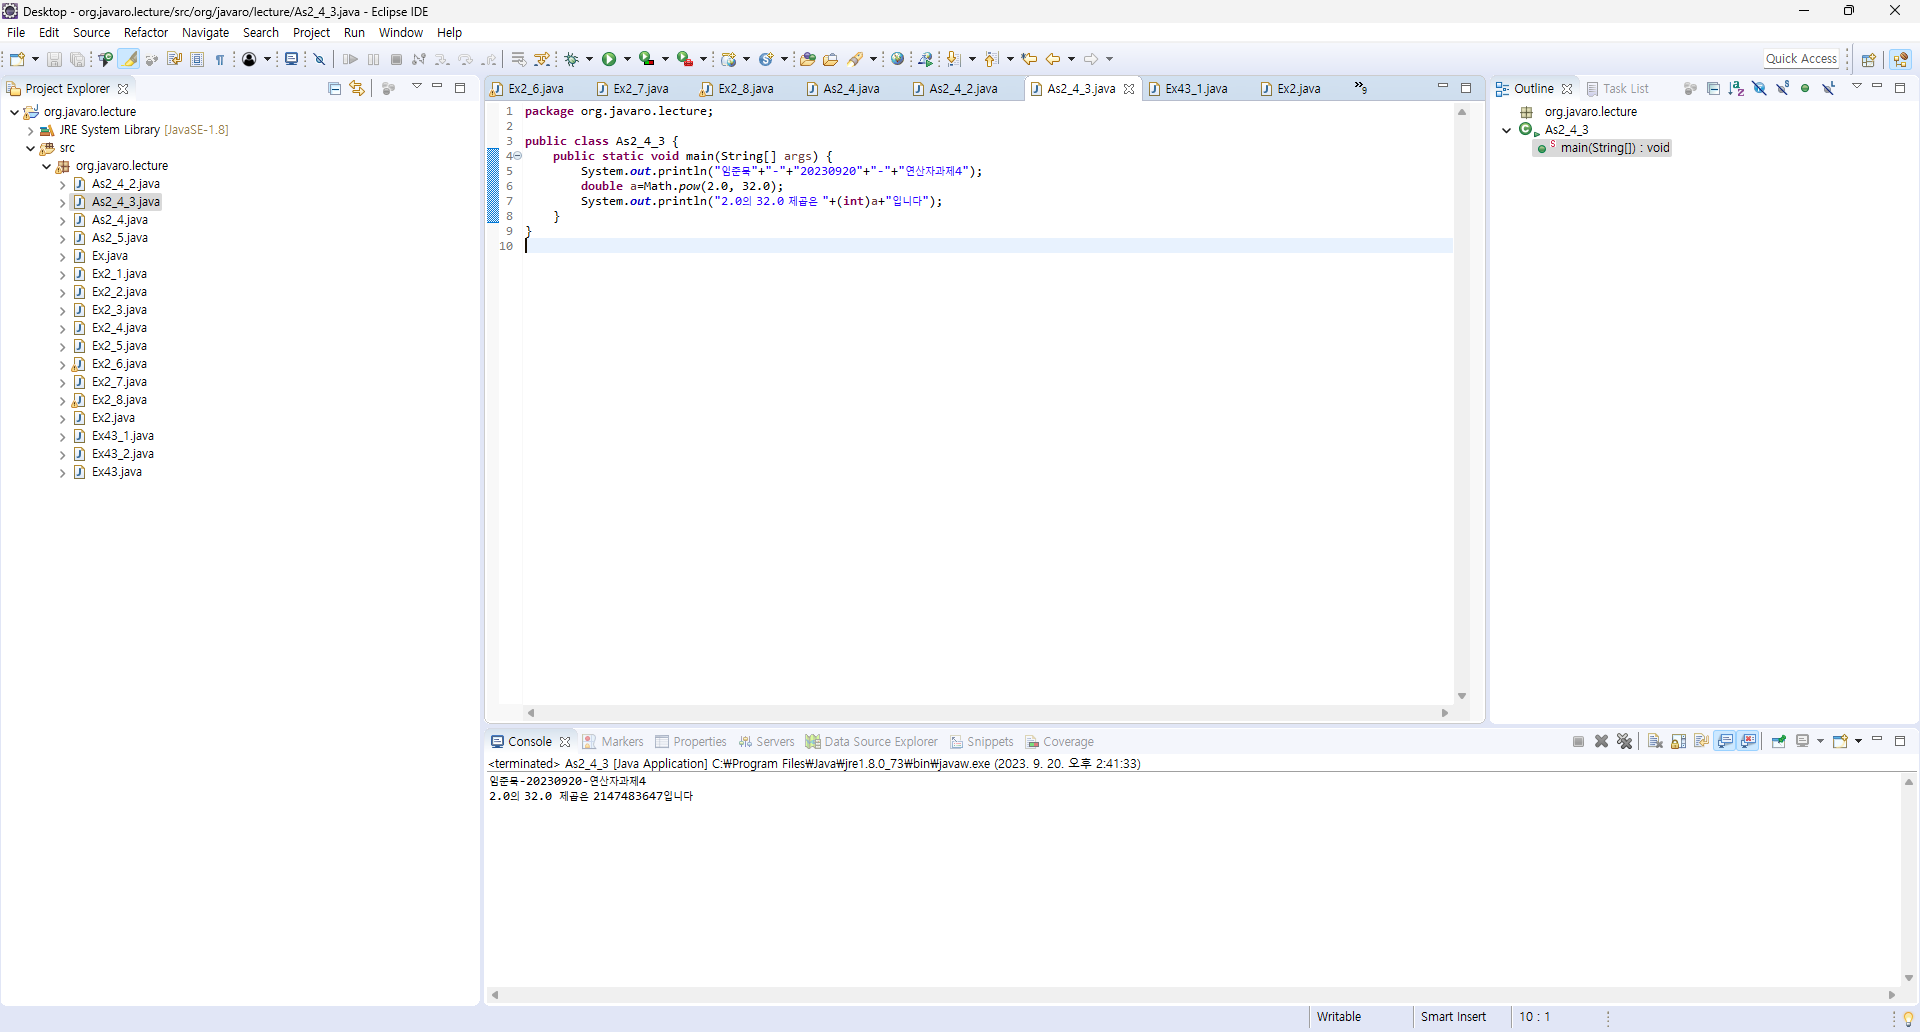 Desktop - org.javaro.lecture/src/org/javaro/lecture/As2_4_3.java - Eclipse IDE
File Edit Source Refactor Navigate Search Project Run Window Help
Quick Access
Project Explorer
org.javaro.lecture
JRE System Library [JavaSE-1.8]
src
org.javaro.lecture
As2_4_2.java
As2_4_3.java
As2_4.java
As2_5.java
Ex.java
Ex2_1.java
Ex2_2.java
Ex2_3.java
Ex2_4.java
Ex2_5.java
Ex2_6.java
Ex2_7.java
Ex2_8.java
Ex2.java
Ex43_1.java
Ex43_2.java
Ex43.java
Ex2_6.java Ex2_7.java Ex2_8.java As2_4.java As2_4_2.java As2_4_3.java Ex43_1.java Ex2.java »9
1 package org.javaro.lecture;
2
3 public class As2_4_3 {
4 public static void main(String[] args) {
5 System.out.println("임준묵"+"-"+"20230920"+"-"+"연산자과제4");
6 double a=Math.pow(2.0, 32.0);
7 System.out.println("2.0의 32.0 제곱은 "+(int)a+"입니다");
8 }
9 }
10
Outline Task List
org.javaro.lecture
As2_4_3
main(String[]) : void
Console Markers Properties Servers Data Source Explorer Snippets Coverage
<terminated> As2_4_3 [Java Application] C:₩Program Files₩Java₩jre1.8.0_73₩bin₩javaw.exe (2023. 9. 20. 오후 2:41:33)
임준묵-20230920-연산자과제4
2.0의 32.0 제곱은 2147483647입니다
Writable Smart Insert 10 : 1